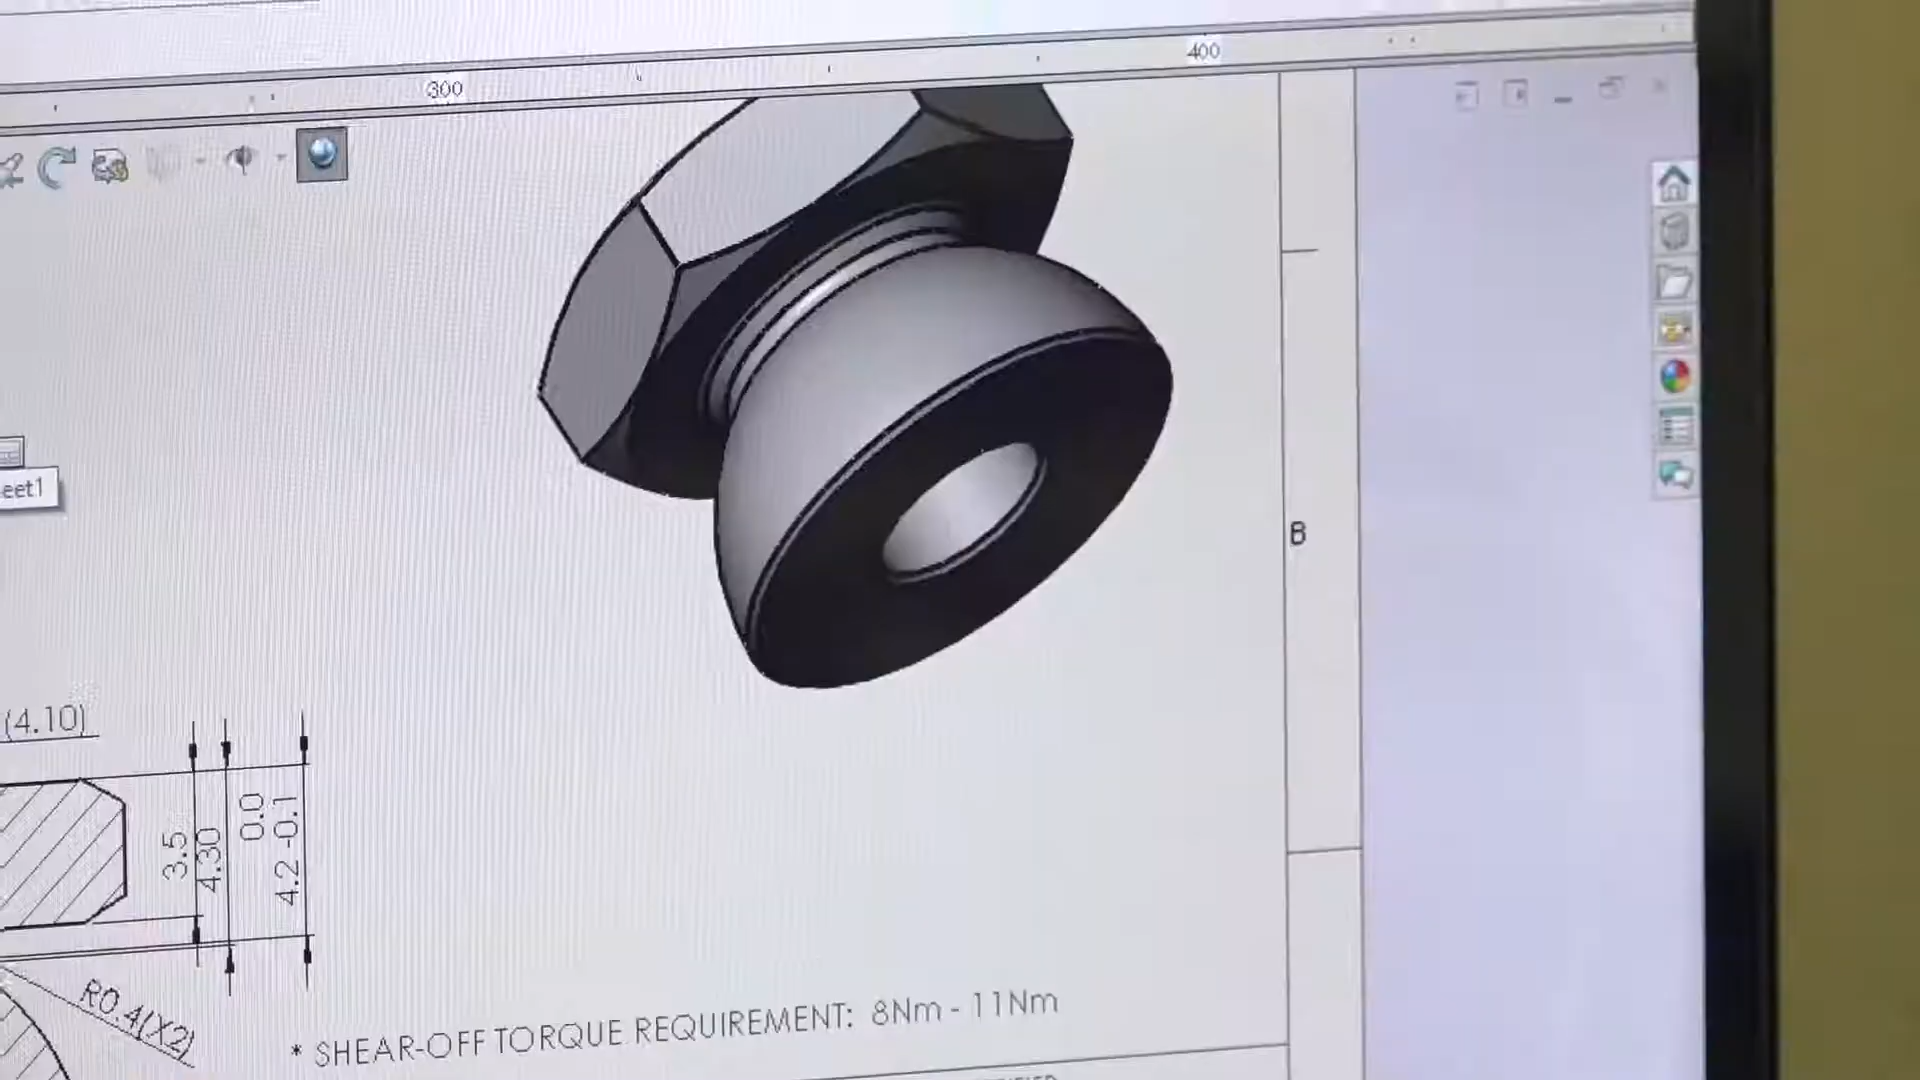 300
400
eet1
B
(4.10)
3.5
4.30
0.0
4.2 -0.1
R0.4(X2)
* SHEAR-OFF TORQUE REQUIREMENT: 8Nm - 11Nm